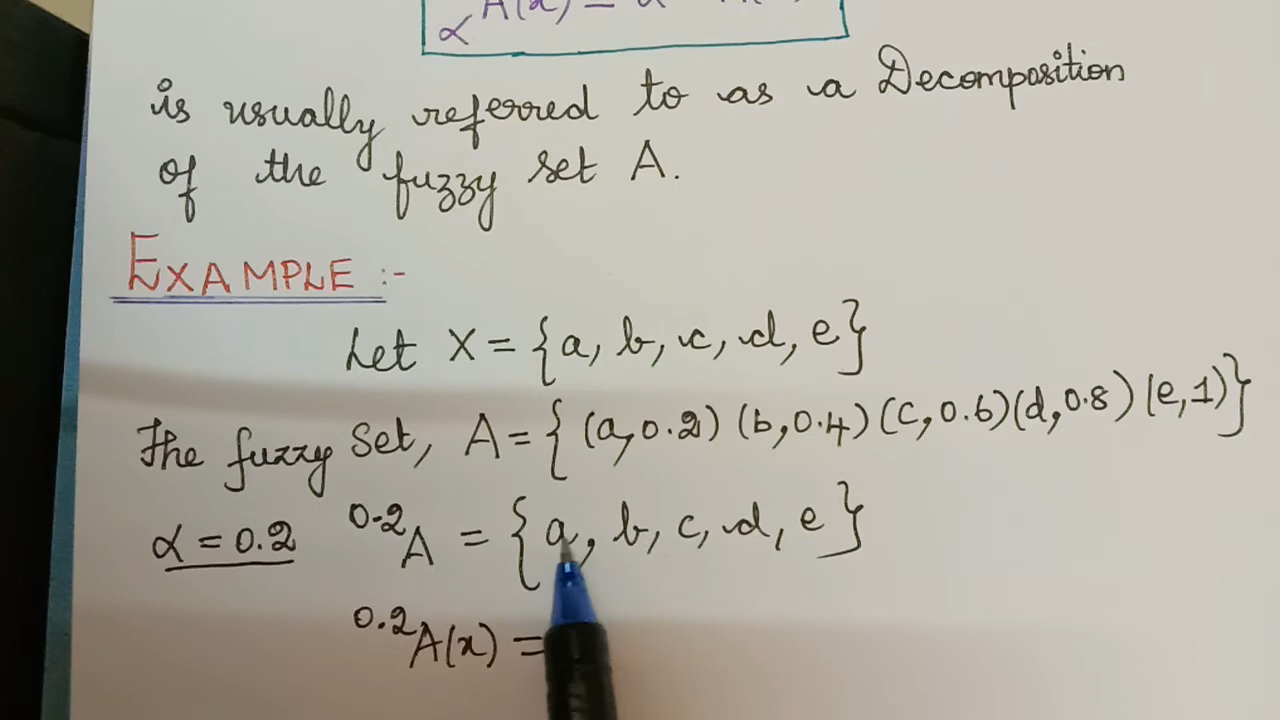 αA(x) = α
is usually referred to as a Decomposition
of the fuzzy set A.
EXAMPLE :-
Let X = {a, b, c, d, e}
The fuzzy set, A = {(a,0.2) (b,0.4) (c,0.6)(d,0.8) (e,1)}
α = 0.2 ⁰·²A = {a, b, c, d, e}
⁰·²A(x) =